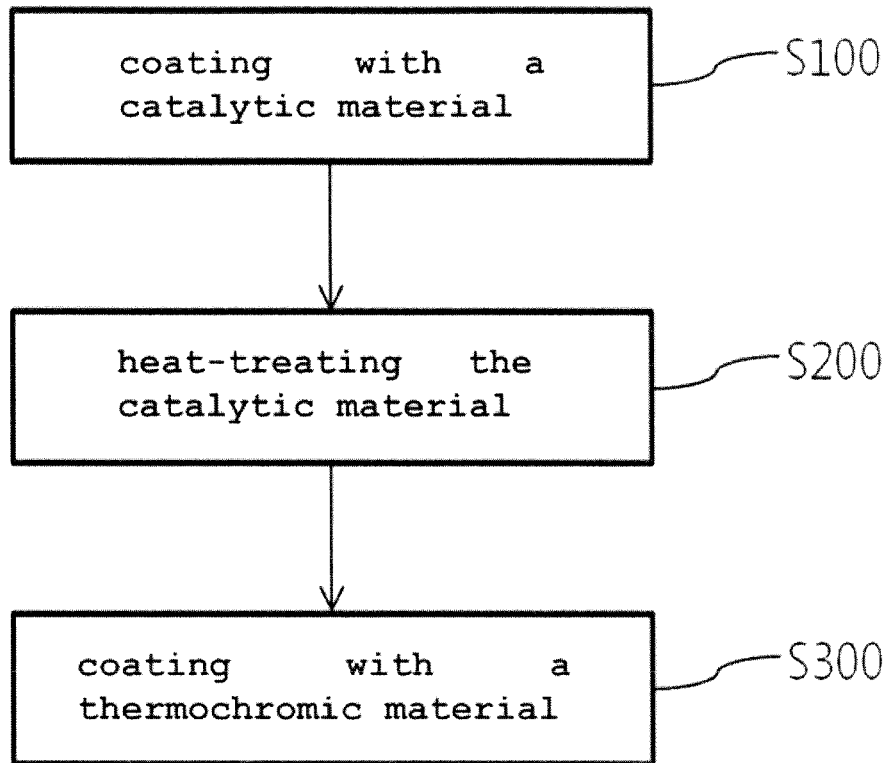 coating with a
catalytic material
S100
heat-treating the
catalytic material
S200
coating with a
thermochromic material
S300